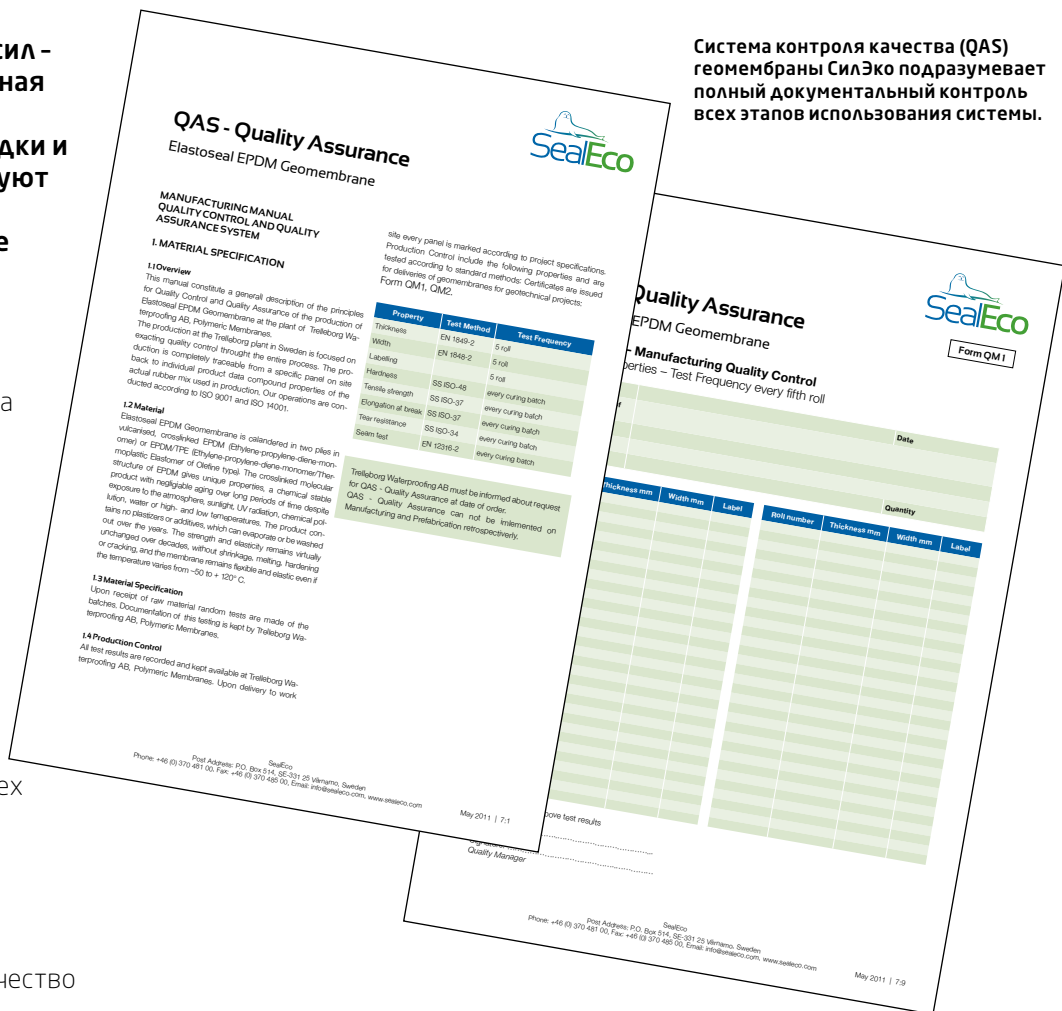 сил –
ная
дки и
уют
е
а
ех
чество
Система контроля качества (QAS)
геомембраны СилЭко подразумевает
полный документальный контроль
всех этапов использования системы.
QAS - Quality Assurance
Elastoseal EPDM Geomembrane
SealEco
MANUFACTURING MANUAL
QUALITY CONTROL AND QUALITY
ASSURANCE SYSTEM
1. MATERIAL SPECIFICATION
1.1 Overview
This manual constitute a generall description of the principles
for Quality Control and Quality Assurance of the production of
Elastoseal EPDM Geomembrane at the plant of Trelleborg Wa-
terproofing AB, Polymeric Membranes.
The production at the Trelleborg plant in Sweden is focused on
exacting quality control throught the entire process. The pro-
duction is completely traceable from a specific panel on site
back to individual product data compound properties of the
actual rubber mix used in production. Our operations are con-
ducted according to ISO 9001 and ISO 14001.
1.2 Material
Elastoseal EPDM Geomembrane is calandered in two plies in
vulcanised, crosslinked EPDM (Ethylene-propylene-diene-mon-
omer) or EPDM/TPE (Ethylene-propylene-diene-monomer/Ther-
moplastic Elastomer of Olefine type). The crosslinked molecular
structure of EPDM gives unique properties, a chemical stable
product with negligiable aging over long periods of time despite
exposure to the atmosphere, sunlight, UV radiation, chemical pol-
lution, water or high- and low temperatures. The product con-
tains no plastizers or additives, which can evaporate or be washed
out over the years. The strength and elasticity remains virtually
unchanged over decades, without shrinkage, melting, hardening
or cracking, and the membrane remains flexible and elastic even if
the temperature varies from –50 to + 120° C.
1.3 Material Specification
Upon receipt of raw material random tests are made of the
batches. Documentation of this testing is kept by Trelleborg Wa-
terproofing AB, Polymeric Membranes.
1.4 Production Control
All test results are recorded and kept available at Trelleborg Wa-
terproofing AB, Polymeric Membranes. Upon delivery to work
site every panel is marked according to project specifications.
Production Control include the following properties and are
tested according to standard methods: Certificates are issued
for deliveries of geomembranes for geotechnical projects:
Form QM1, QM2.
Property Test Method Test Frequency
Thickness EN 1849-2 5 roll
Width EN 1848-2 5 roll
Labelling 5 roll
Hardness SS ISO-48 every curing batch
Tensile strength SS ISO-37 every curing batch
Elongation at break SS ISO-37 every curing batch
Tear resistance SS ISO-34 every curing batch
Seam test EN 12316-2 every curing batch
Trelleborg Waterproofing AB must be informed about request
for QAS - Quality Assurance at date of order.
QAS - Quality Assurance can not be imlemented on
Manufacturing and Prefabrication retrospectiverly.
SealEco
Post Address: P.O. Box 514, SE-331 25 Värnamo, Sweden
Phone: +46 (0) 370 481 00, Fax: +46 (0) 370 485 00, Email: info@sealeco.com, www.sealeco.com
May 2011 | 7:1
Quality Assurance
EPDM Geomembrane
SealEco
Form QM 1
- Manufacturing Quality Control
perties – Test Frequency every fifth roll
Date
Quantity
Thickness mm Width mm Label Roll number Thickness mm Width mm Label
bove test results
Quality Manager
SealEco
Post Address: P.O. Box 514, SE-331 25 Värnamo, Sweden
Phone: +46 (0) 370 481 00, Fax: +46 (0) 370 485 00, Email: info@sealeco.com, www.sealeco.com
May 2011 | 7:9